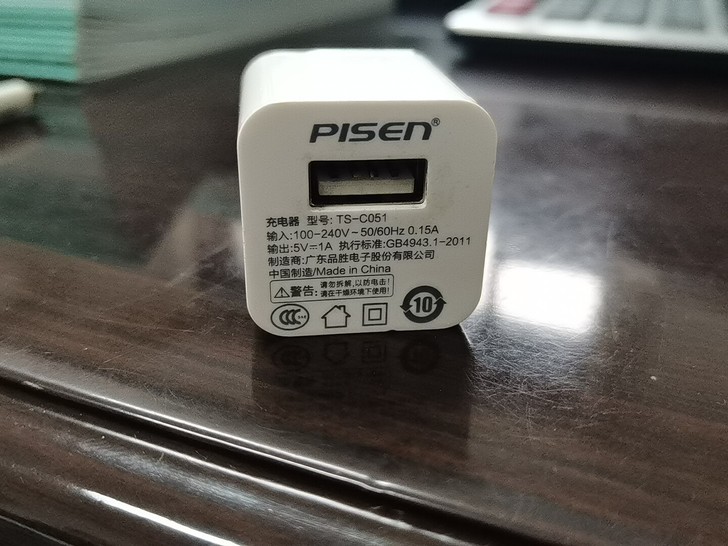 PISEN®
充电器 型号: TS-C051
输入:100-240V~50/60Hz 0.15A
输出:5V⎓1A 执行标准:GB4943.1-2011
制造商:广东品胜电子股份有限公司
中国制造/Made in China
警告: 请勿拆解,以防电击!
请在干燥环境下使用!
CCC 10